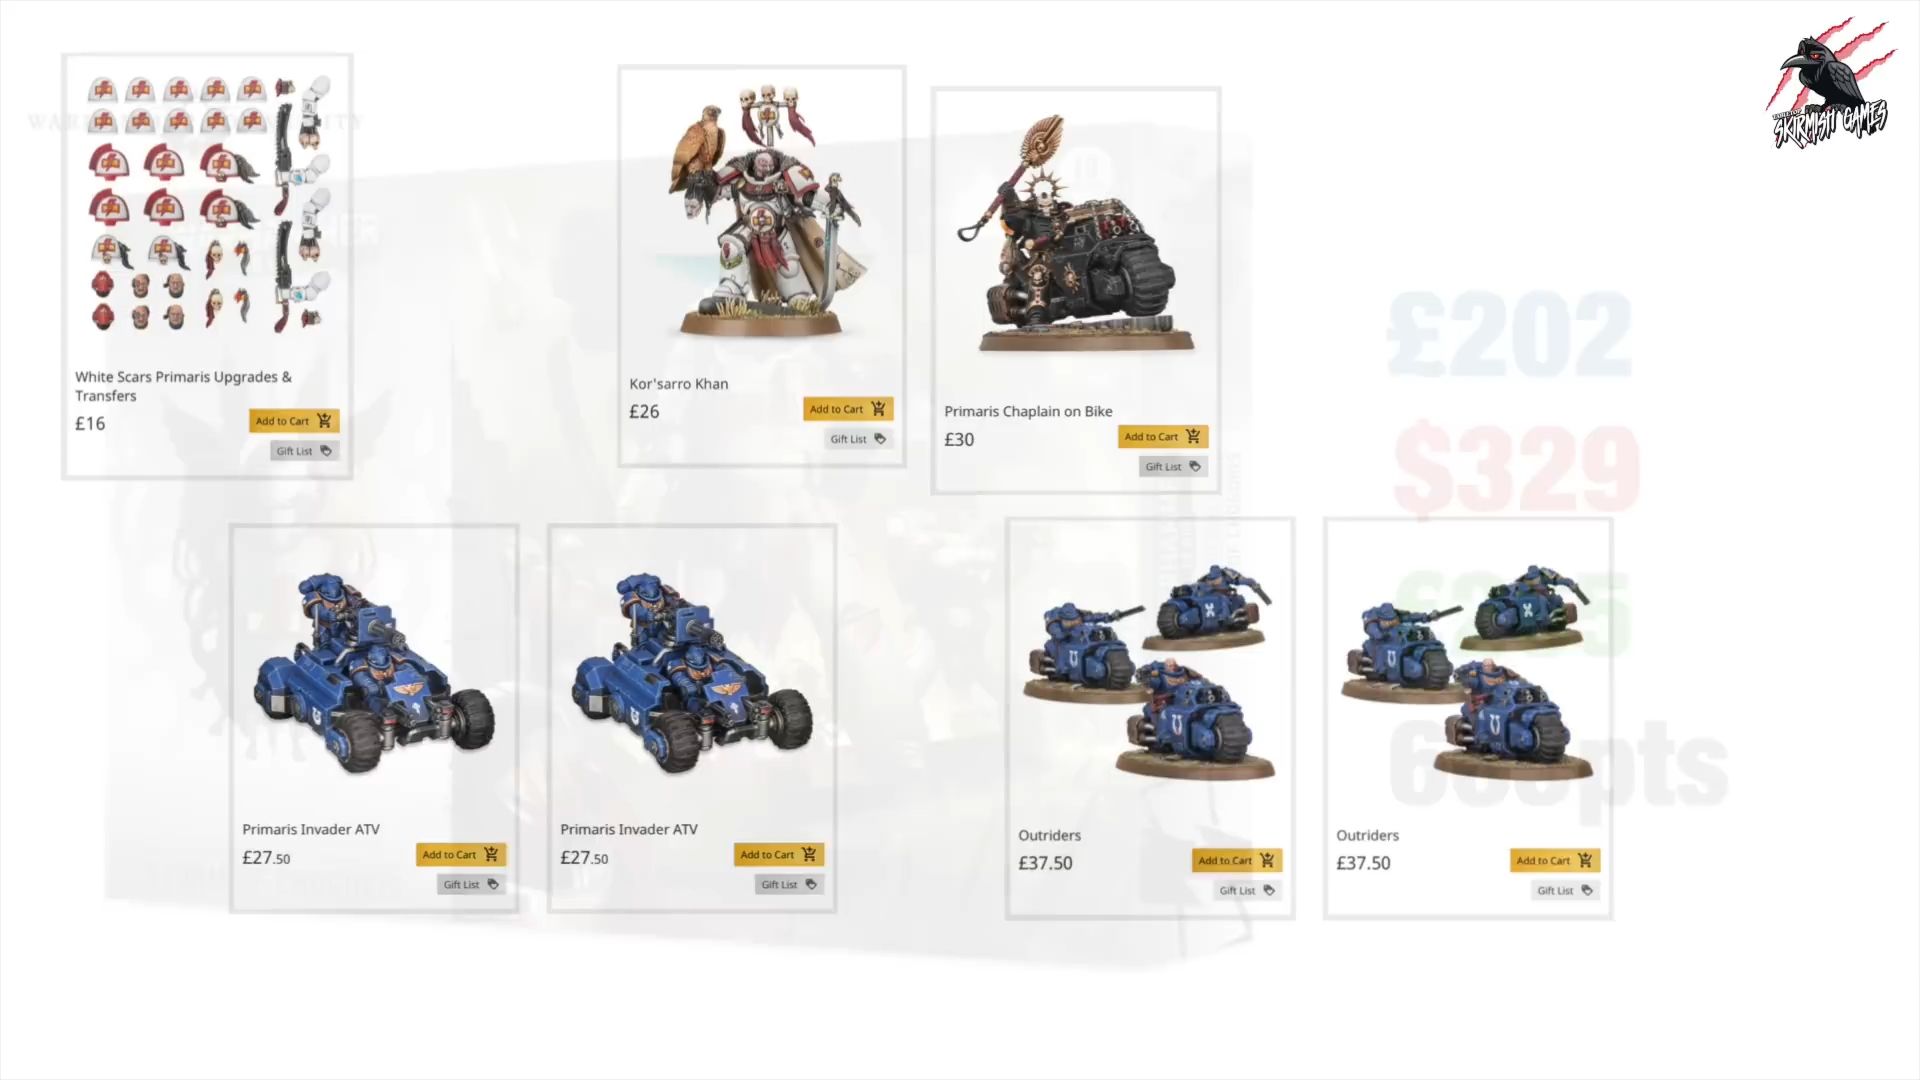 SKIRMISH GAMES
White Scars Primaris Upgrades &
Transfers
£16
Add to Cart
Gift List
Kor'sarro Khan
£26
Add to Cart
Gift List
Primaris Chaplain on Bike
£30
Add to Cart
Gift List
£202
$329
Primaris Invader ATV
£27.50
Add to Cart
Gift List
Primaris Invader ATV
£27.50
Add to Cart
Gift List
Outriders
£37.50
Add to Cart
Gift List
Outriders
£37.50
Add to Cart
Gift List